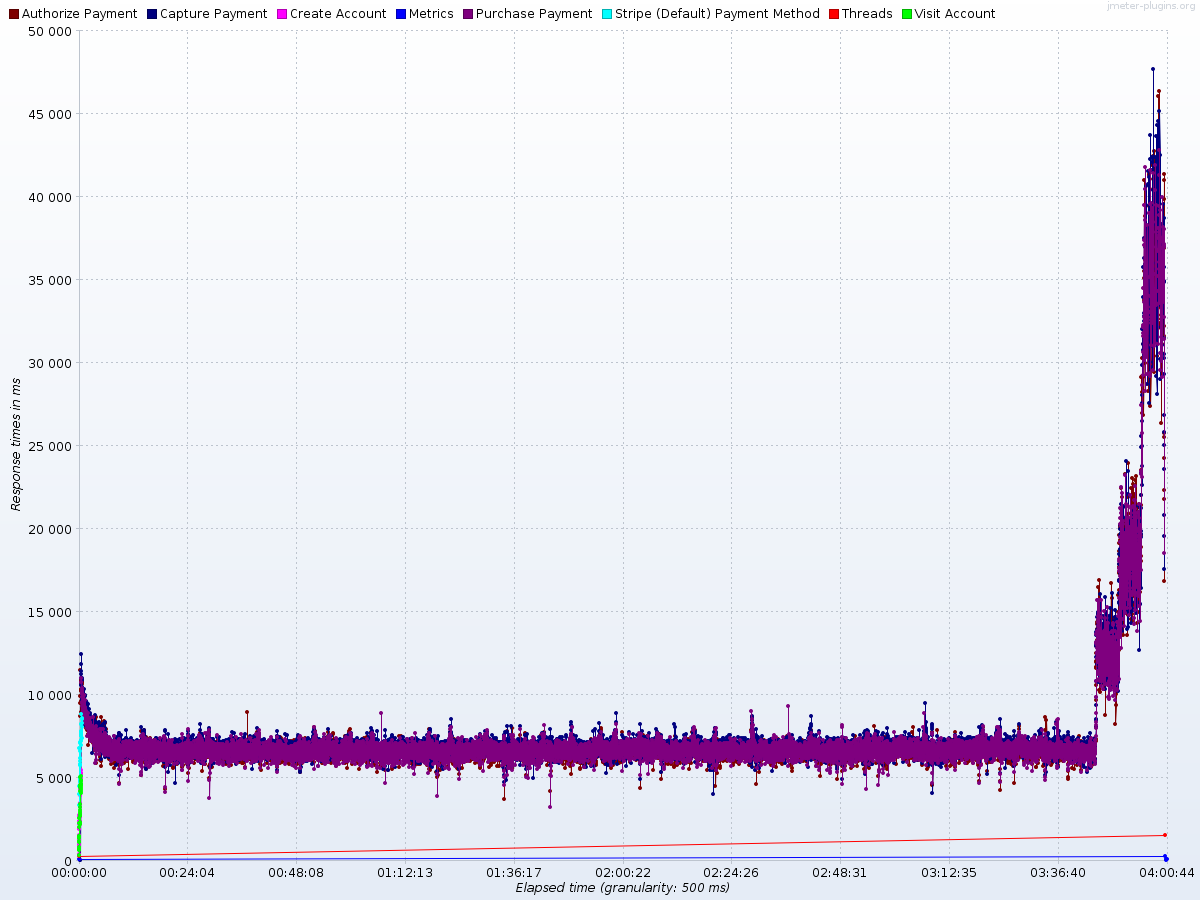 Authorize Payment Capture Payment Create Account Metrics Purchase Payment Stripe (Default) Payment Method Threads Visit Account
jmeter-plugins.org
50 000
45 000
40 000
35 000
30 000
25 000
20 000
15 000
10 000
5 000
0
Response times in ms
00:00:00 00:24:04 00:48:08 01:12:13 01:36:17 02:00:22 02:24:26 02:48:31 03:12:35 03:36:40 04:00:44
Elapsed time (granularity: 500 ms)